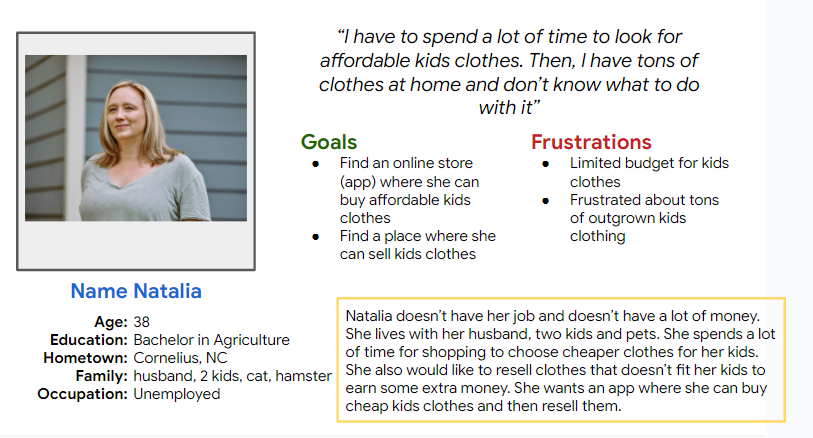 “I have to spend a lot of time to look for
affordable kids clothes. Then, I have tons of
clothes at home and don’t know what to do
with it”
Goals
● Find an online store
(app) where she can
buy affordable kids
clothes
● Find a place where she
can sell kids clothes
Frustrations
● Limited budget for kids
clothes
● Frustrated about tons
of outgrown kids
clothing
Name Natalia
Age: 38
Education: Bachelor in Agriculture
Hometown: Cornelius, NC
Family: husband, 2 kids, cat, hamster
Occupation: Unemployed
Natalia doesn’t have her job and doesn’t have a lot of money.
She lives with her husband, two kids and pets. She spends a lot
of time for shopping to choose cheaper clothes for her kids.
She also would like to resell clothes that doesn’t fit her kids to
earn some extra money. She wants an app where she can buy
cheap kids clothes and then resell them.